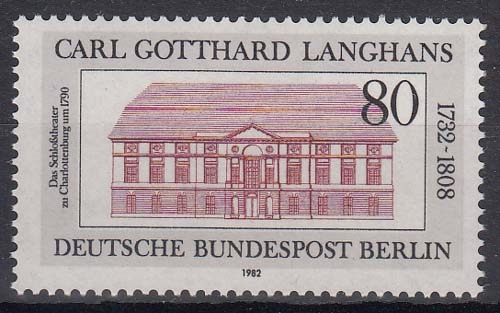 CARL GOTTHARD LANGHANS
80
1732-1808
Das Schloßtheater
zu Charlottenburg um 1790
DEUTSCHE BUNDESPOST BERLIN
1982